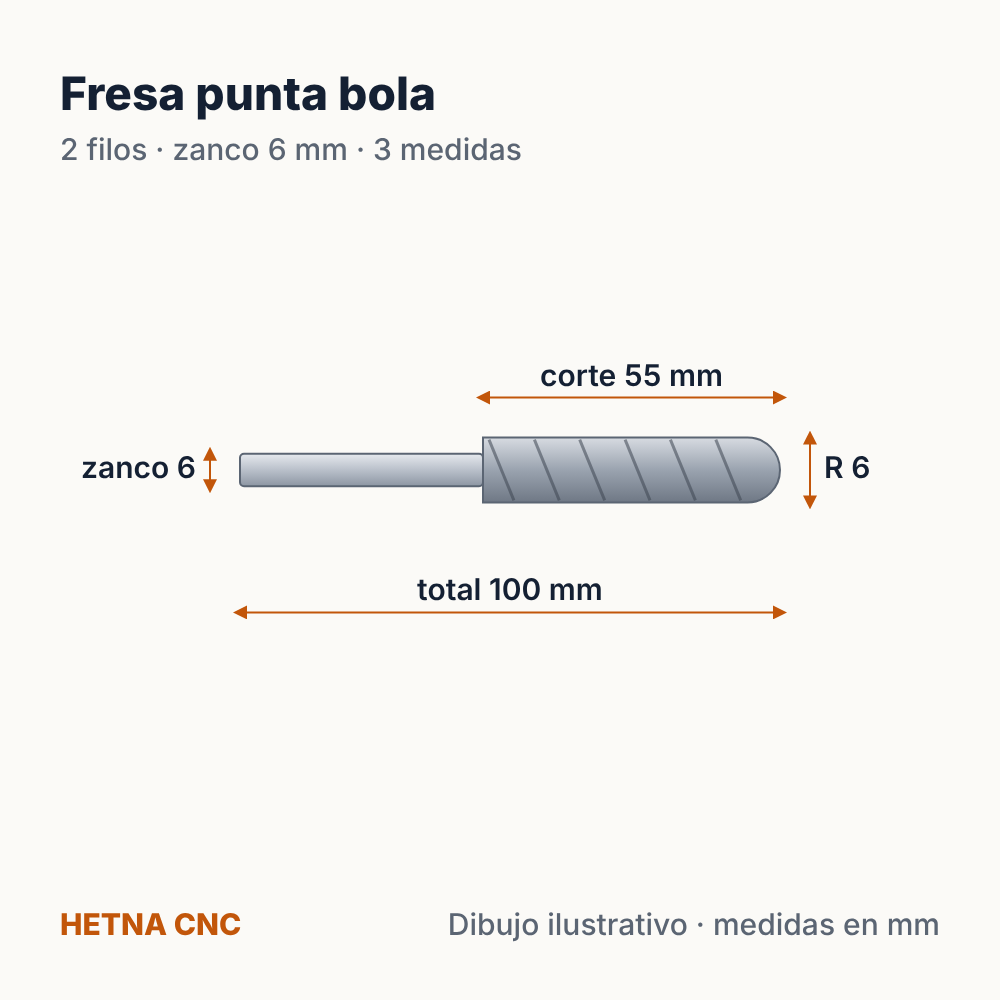 Fresa punta bola
2 filos · zanco 6 mm · 3 medidas
corte 55 mm
zanco 6
R 6
total 100 mm
HETNA CNC
Dibujo ilustrativo · medidas en mm